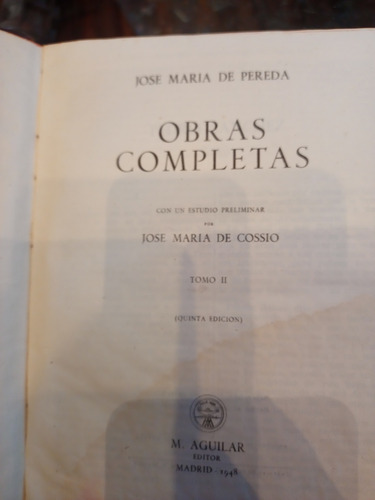 JOSE MARIA DE PEREDA
OBRAS
COMPLETAS
CON UN ESTUDIO PRELIMINAR
POR
JOSE MARIA DE COSSIO
TOMO II
(QUINTA EDICION)
M. AGUILAR
EDITOR
MADRID 1948